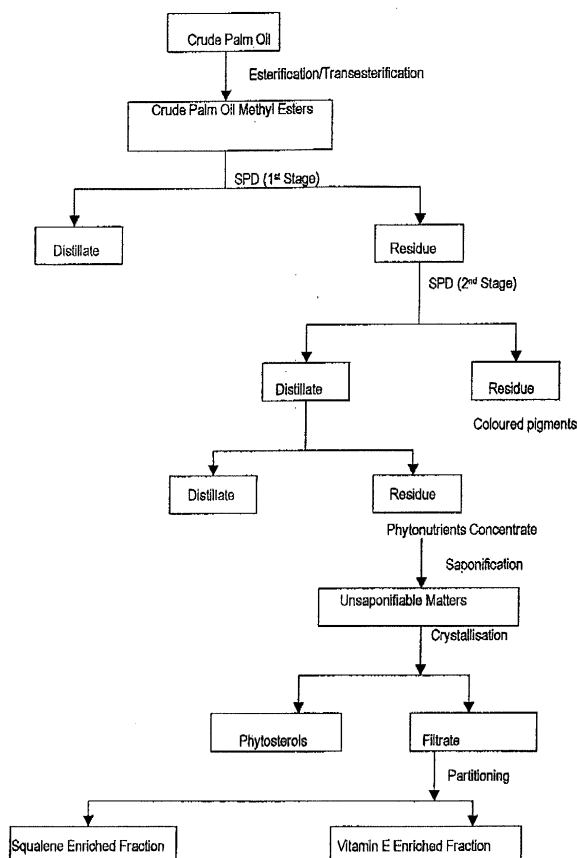 Crude Palm Oil
Esterification/Transesterification
Crude Palm Oil Methyl Esters
SPD (1st Stage)
Distillate
Residue
SPD (2nd Stage)
Distillate
Residue
Coloured pigments
Distillate
Residue
Phytonutrients Concentrate
Saponification
Unsaponifiable Matters
Crystallisation
Phytosterols
Filtrate
Partitioning
Squalene Enriched Fraction
Vitamin E Enriched Fraction